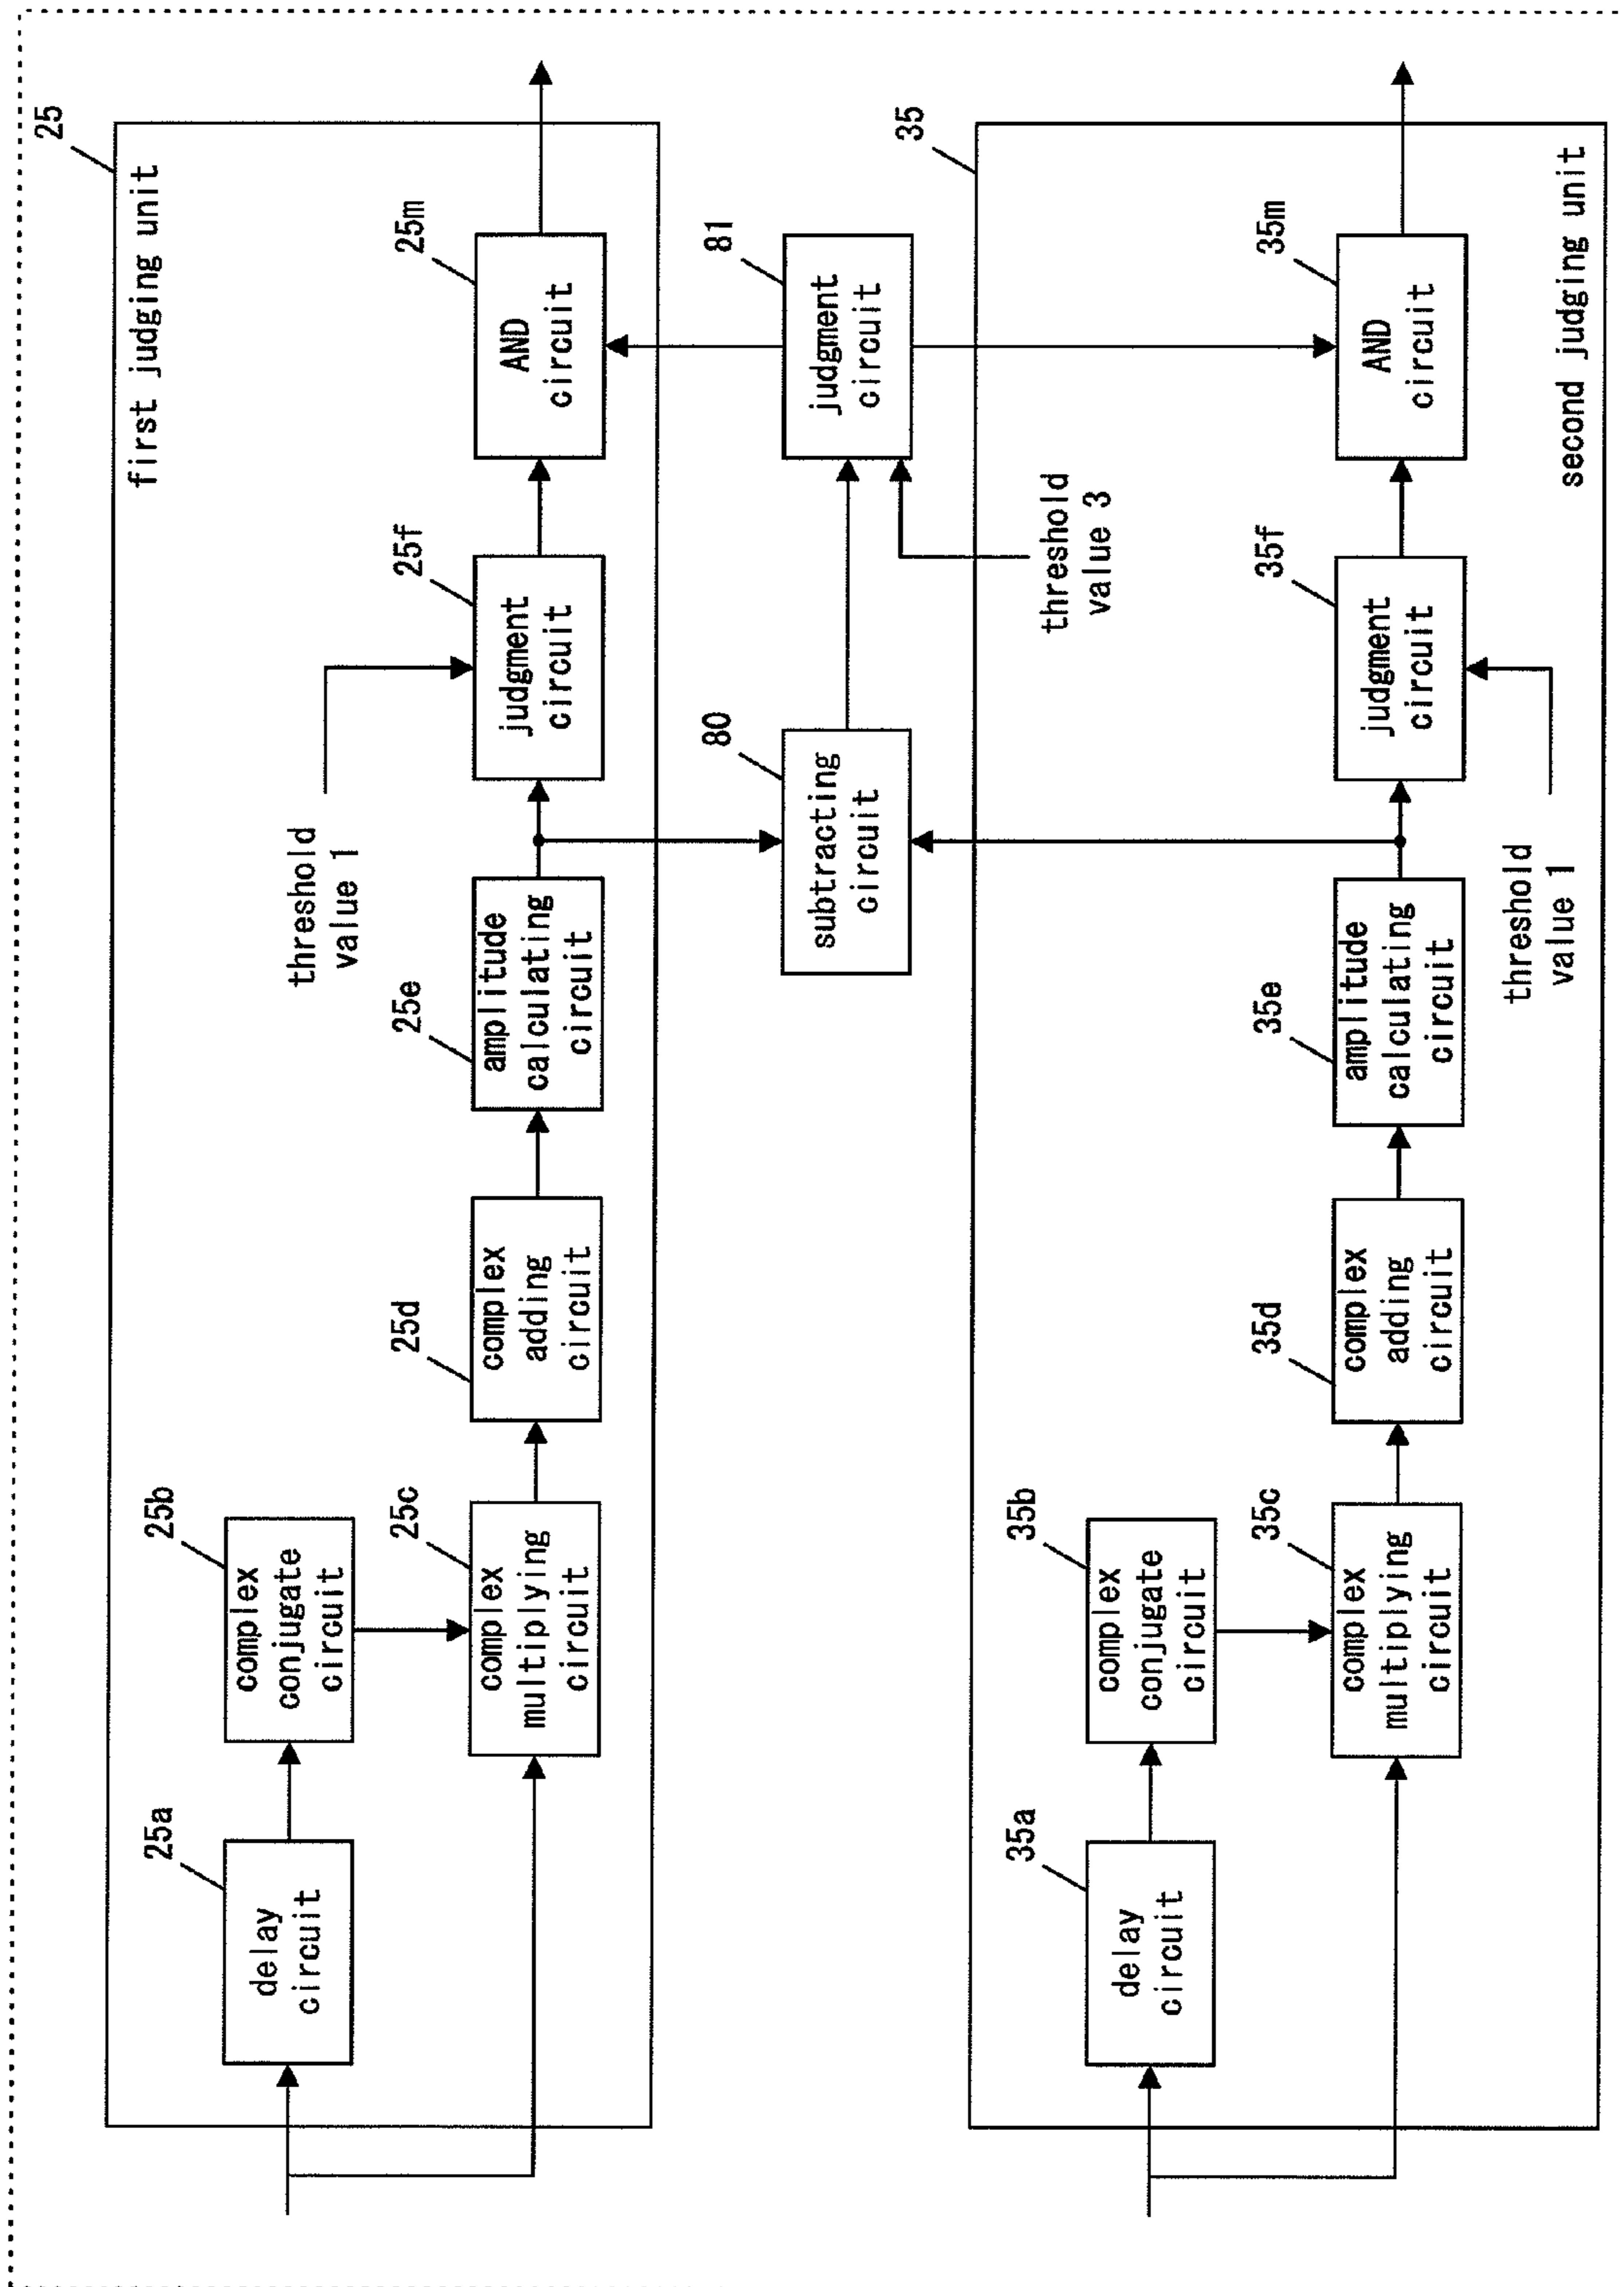 25
first judging unit
25a
delay
circuit
25b
complex
conjugate
circuit
25c
complex
multiplying
circuit
25d
complex
adding
circuit
25e
amplitude
calculating
circuit
threshold
value 1
25f
judgment
circuit
25m
AND
circuit
80
subtracting
circuit
81
judgment
circuit
threshold
value 3
35
second judging unit
35a
delay
circuit
35b
complex
conjugate
circuit
35c
complex
multiplying
circuit
35d
complex
adding
circuit
35e
amplitude
calculating
circuit
threshold
value 1
35f
judgment
circuit
35m
AND
circuit